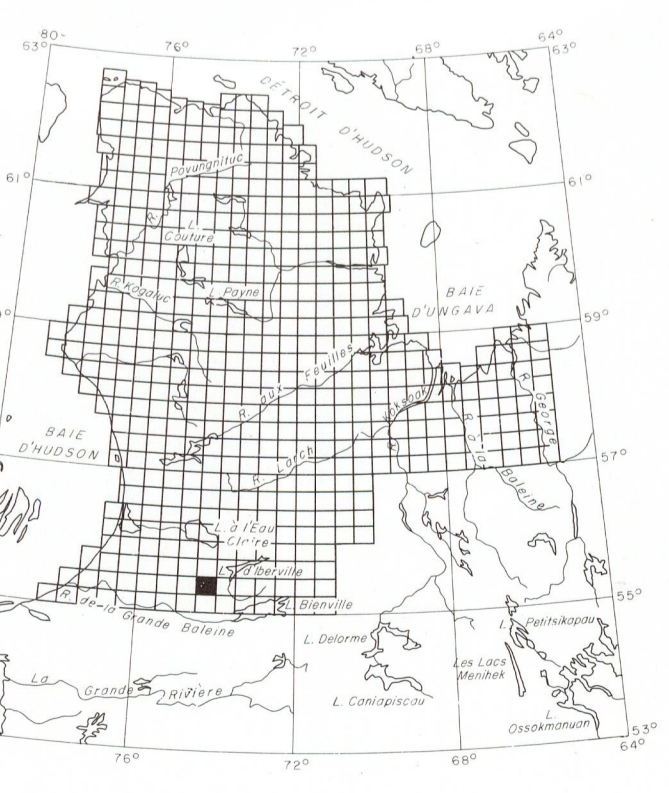 80-
63°
76°
72°
68°
64°
63°
DÉTROIT D'HUDSON
Povungnituc
R.
61°
61°
L.
Couture
R. Kogaluc
L. Payne
BAIE
D'UNGAVA
59°
R. aux Feuilles
Koksoak
R. à la Baleine
R. George
BAIE
D'HUDSON
R. Larch
57°
L. à l'Eau
Claire
L. d'Iberville
L. Bienville
R. de-la Grande Baleine
55°
L. Delorme
L. Petitsikapau
Les Lacs
Menihek
La Grande Rivière
L. Caniapiscau
L.
Ossokmanuan
53°
64°
76°
72°
68°